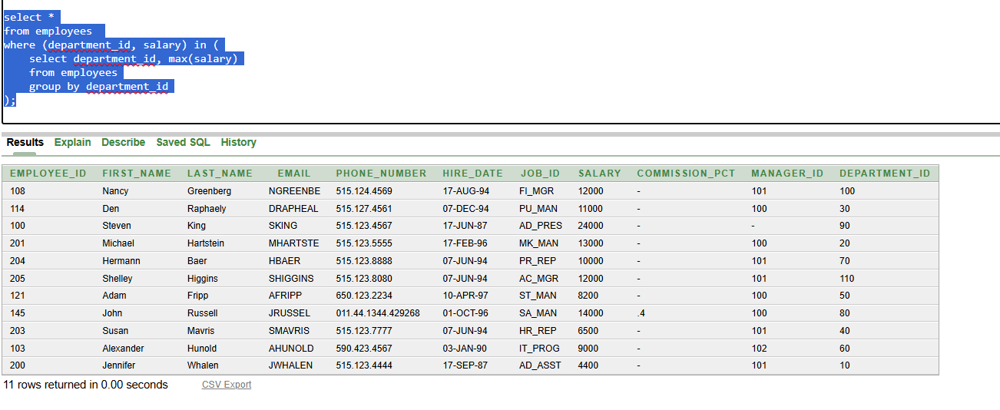 select *
from employees
where (department_id, salary) in (
    select department_id, max(salary)
    from employees
    group by department_id
);
Results Explain Describe Saved SQL History
EMPLOYEE_ID FIRST_NAME LAST_NAME EMAIL PHONE_NUMBER HIRE_DATE JOB_ID SALARY COMMISSION_PCT MANAGER_ID DEPARTMENT_ID
108 Nancy Greenberg NGREENBE 515.124.4569 17-AUG-94 FI_MGR 12000 - 101 100
114 Den Raphaely DRAPHEAL 515.127.4561 07-DEC-94 PU_MAN 11000 - 100 30
100 Steven King SKING 515.123.4567 17-JUN-87 AD_PRES 24000 - - 90
201 Michael Hartstein MHARTSTE 515.123.5555 17-FEB-96 MK_MAN 13000 - 100 20
204 Hermann Baer HBAER 515.123.8888 07-JUN-94 PR_REP 10000 - 101 70
205 Shelley Higgins SHIGGINS 515.123.8080 07-JUN-94 AC_MGR 12000 - 101 110
121 Adam Fripp AFRIPP 650.123.2234 10-APR-97 ST_MAN 8200 - 100 50
145 John Russell JRUSSEL 011.44.1344.429268 01-OCT-96 SA_MAN 14000 .4 100 80
203 Susan Mavris SMAVRIS 515.123.7777 07-JUN-94 HR_REP 6500 - 101 40
103 Alexander Hunold AHUNOLD 590.423.4567 03-JAN-90 IT_PROG 9000 - 102 60
200 Jennifer Whalen JWHALEN 515.123.4444 17-SEP-87 AD_ASST 4400 - 101 10
11 rows returned in 0.00 seconds CSV Export